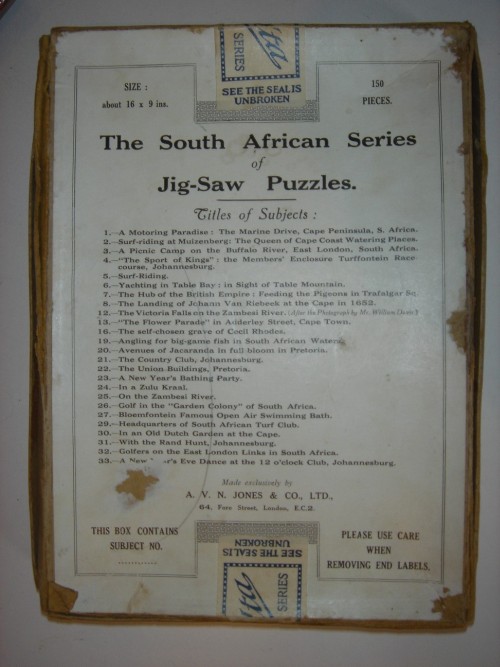 SERIES
SEE THE SEAL IS
UNBROKEN
SIZE :
about 16 x 9 ins.
150
PIECES.
The South African Series
of
Jig-Saw Puzzles.
Titles of Subjects :
1.—A Motoring Paradise : The Marine Drive, Cape Peninsula, S. Africa.
2.—Surf-riding at Muizenberg: The Queen of Cape Coast Watering Places.
3.—A Picnic Camp on the Buffalo River, East London, South Africa.
4.—"The Sport of Kings" : the Members' Enclosure Turffontein Race-
course, Johannesburg.
5.—Surf-Riding.
6.—Yachting in Table Bay : in Sight of Table Mountain.
7.—The Hub of the British Empire : Feeding the Pigeons in Trafalgar Sq.
8.—The Landing of Johann Van Riebeek at the Cape in 1652.
12.—The Victoria Falls on the Zambesi River. (After the Photograph by Mr. William
13.—"The Flower Parade" in Adderley Street, Cape Town.
16.—The self-chosen grave of Cecil Rhodes.
19.—Angling for big-game fish in South African Waters.
20.—Avenues of Jacaranda in full bloom in Pretoria.
21.—The Country Club, Johannesburg.
22.—The Union Buildings, Pretoria.
23.—A New Year's Bathing Party.
24.—In a Zulu Kraal.
25.—On the Zambesi River.
26.—Golf in the "Garden Colony" of South Africa.
27.—Bloemfontein Famous Open Air Swimming Bath.
29.—Headquarters of South African Turf Club.
30.—In an Old Dutch Garden at the Cape.
31.—With the Rand Hunt, Johannesburg.
32.—Golfers on the East London Links in South Africa.
33.—A New Year's Eve Dance at the 12 o'clock Club, Johannesburg.
Made exclusively by
A. V. N. JONES & CO., LTD.,
64, Fore Street, London, E.C.2.
THIS BOX CONTAINS
SUBJECT NO.
............
SEE THE SEAL IS
UNBROKEN
SERIES
PLEASE USE CARE
WHEN
REMOVING END LABELS.